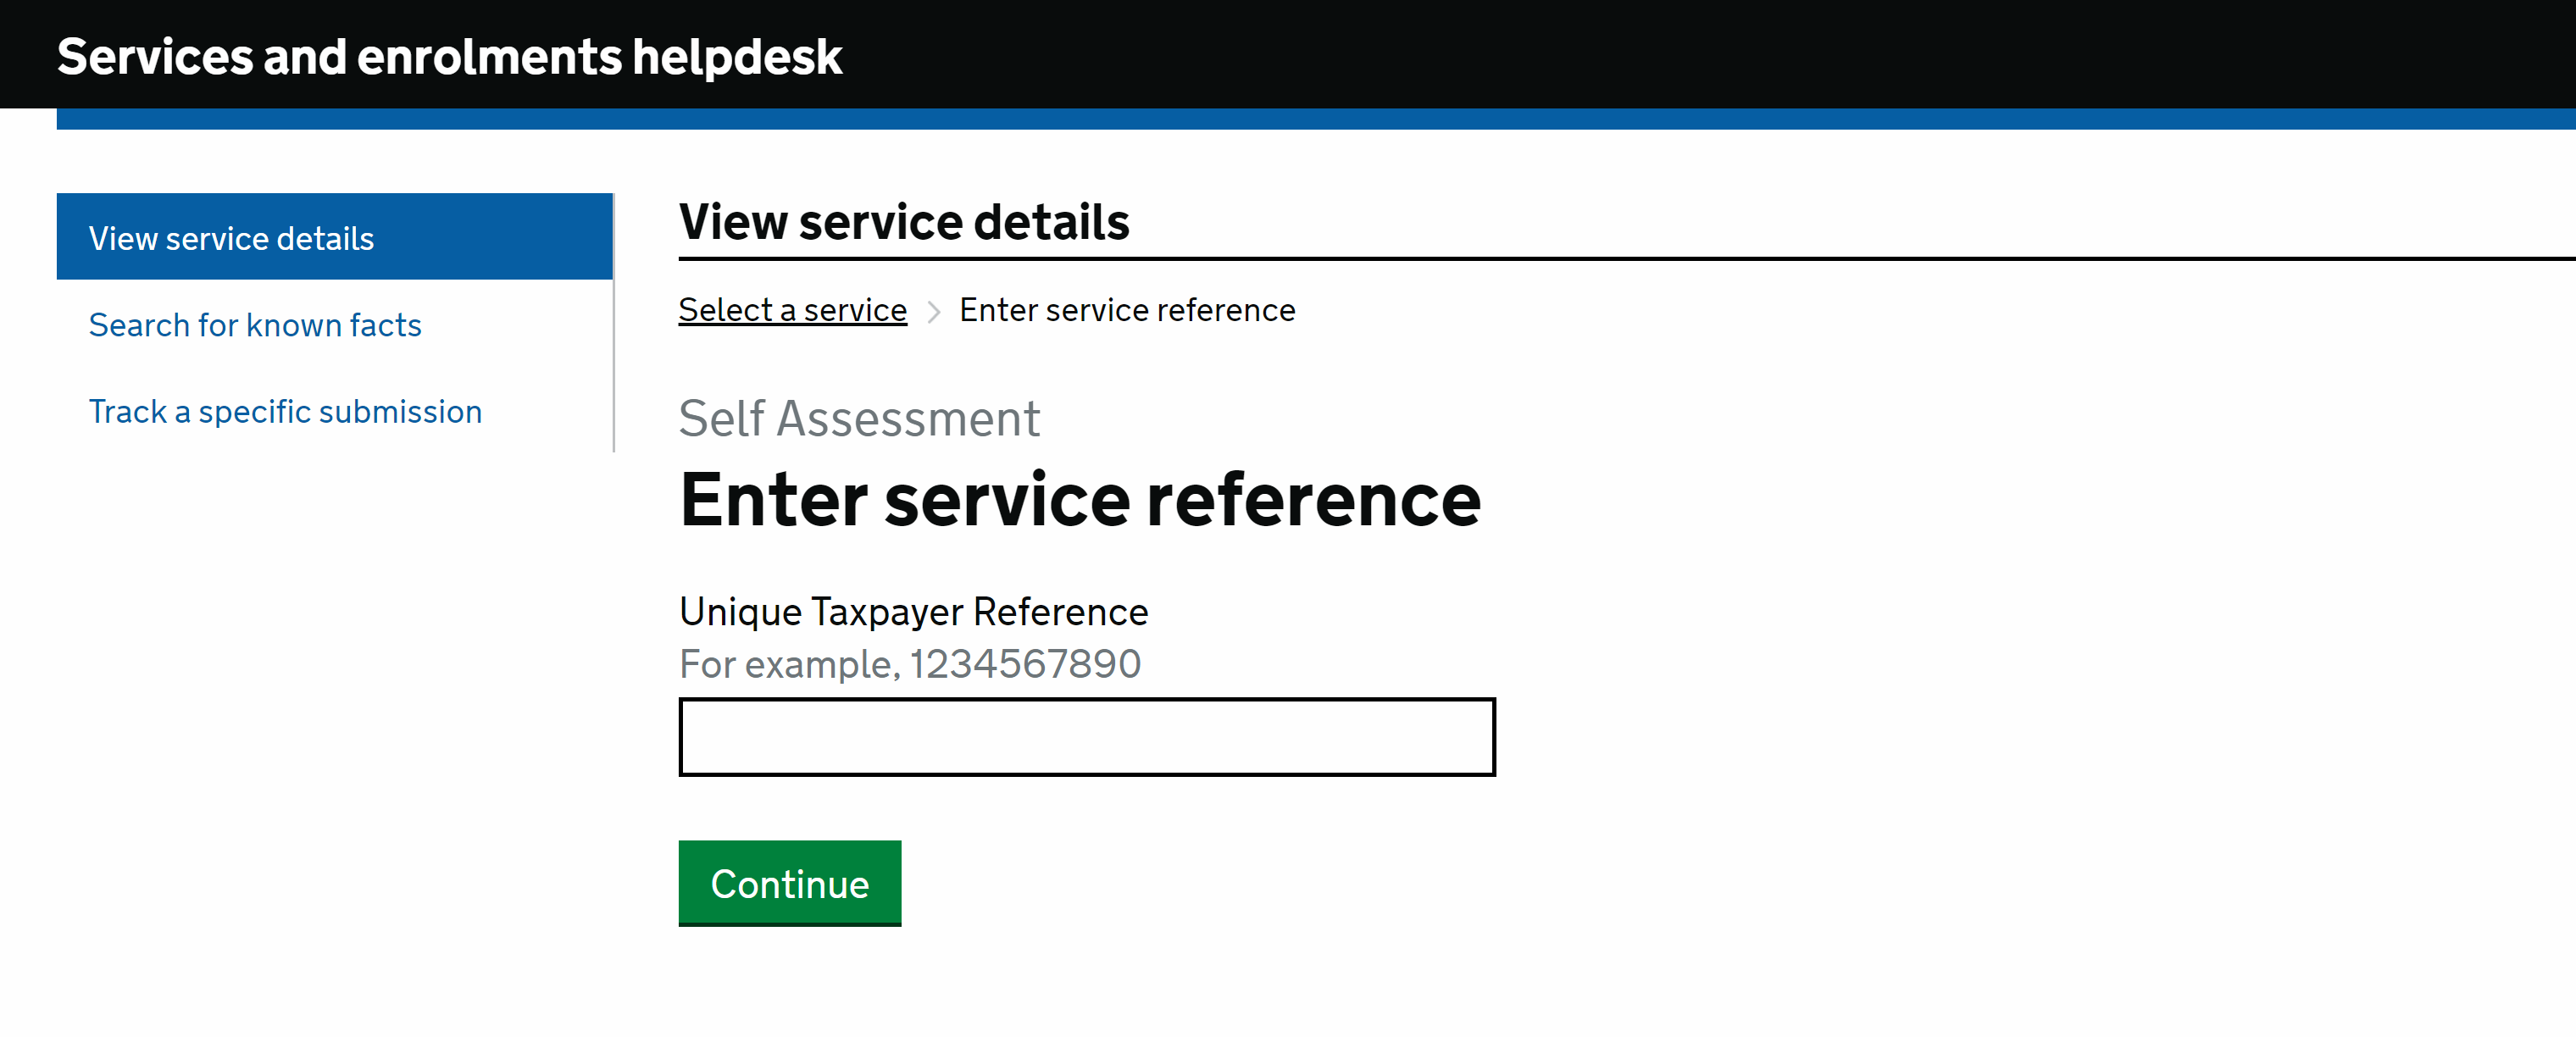 Services and enrolments helpdesk
View service details
Search for known facts
Track a specific submission
View service details
Select a service > Enter service reference
Self Assessment
Enter service reference
Unique Taxpayer Reference
For example, 1234567890
Continue